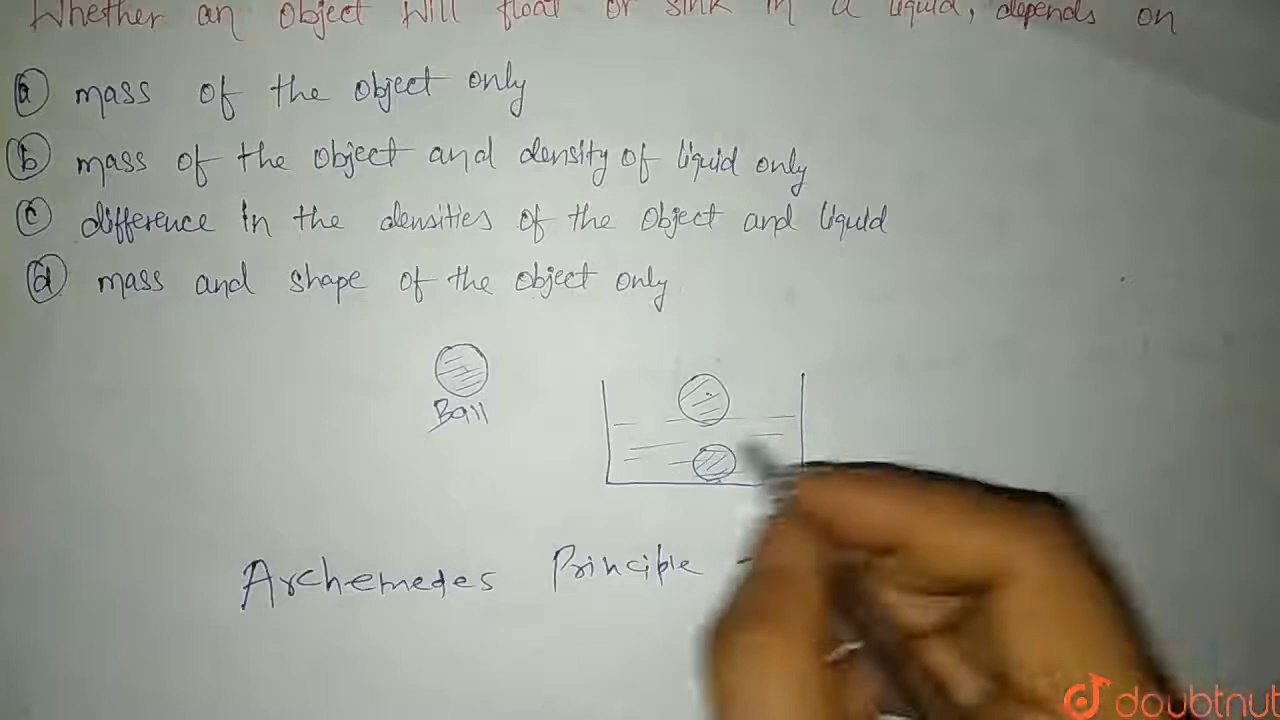 Whether an object will float or sink in a liquid, depends on
(a) mass of the object only
(b) mass of the object and density of liquid only
(c) difference in the densities of the object and liquid
(d) mass and shape of the object only
Ball
Archemedes Principle -
doubtnut